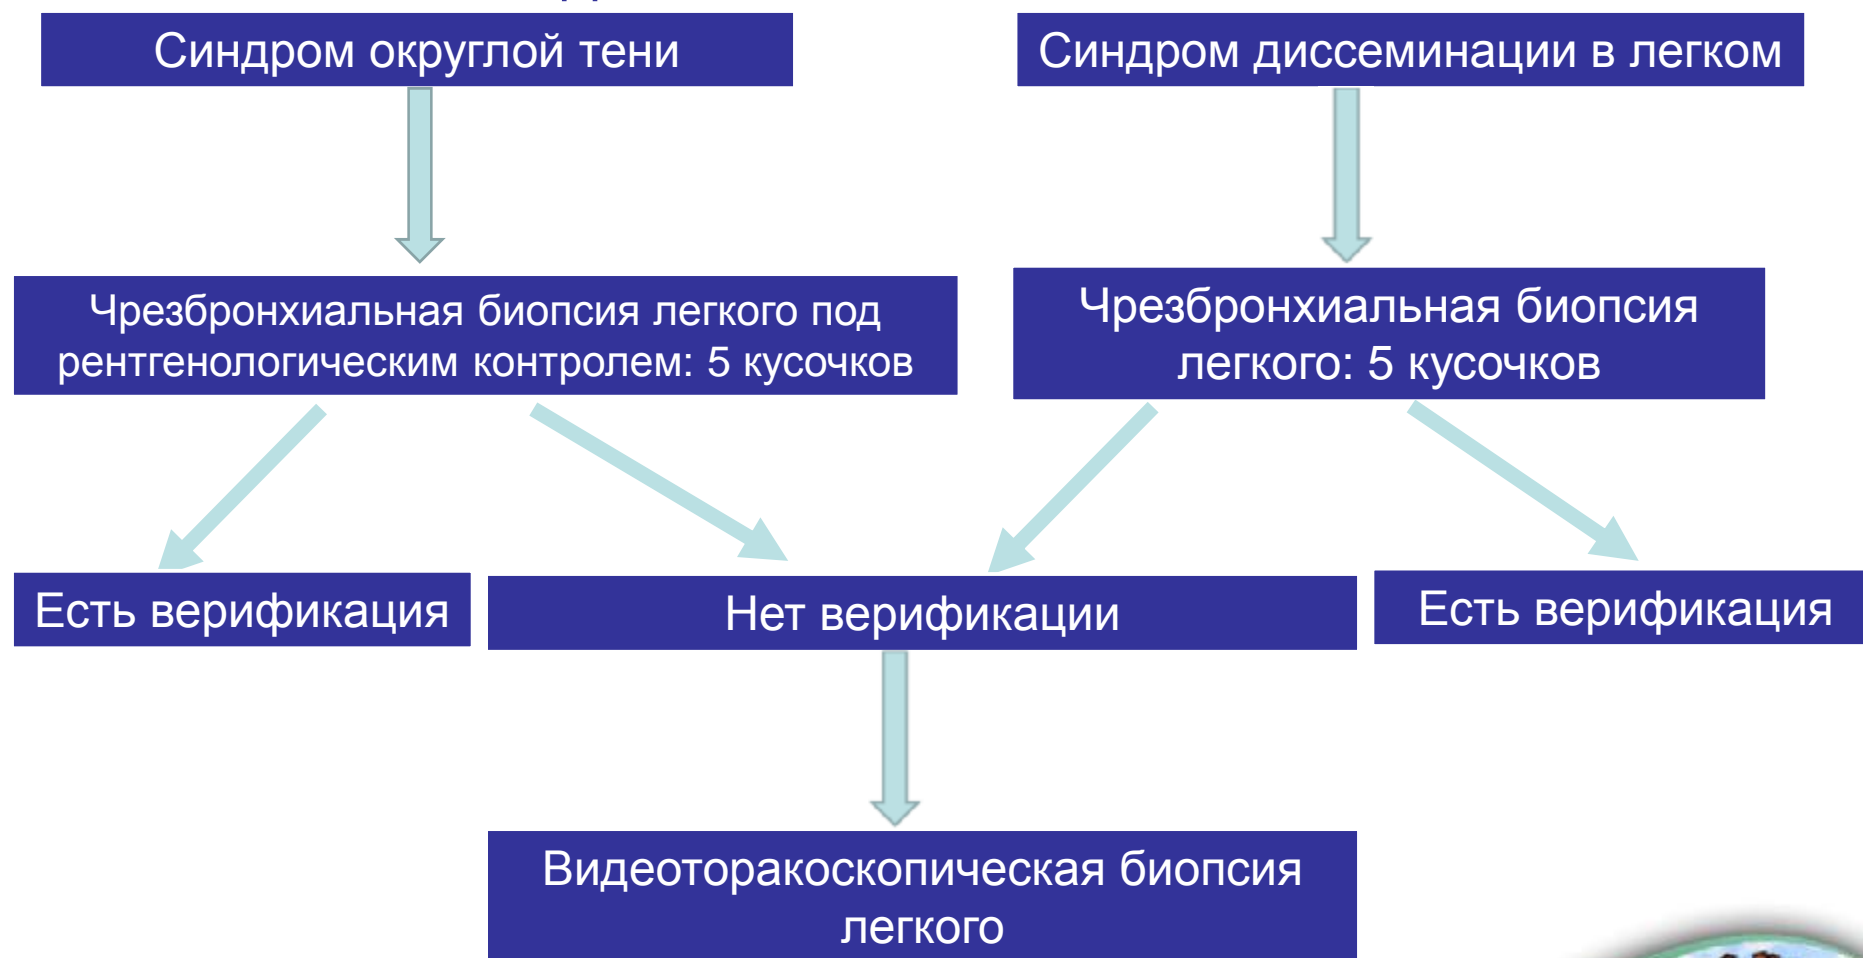 Синдром округлой тени
Синдром диссеминации в легком
Чрезбронхиальная биопсия легкого под
рентгенологическим контролем: 5 кусочков
Чрезбронхиальная биопсия
легкого: 5 кусочков
Есть верификация
Нет верификации
Есть верификация
Видеоторакоскопическая биопсия
легкого